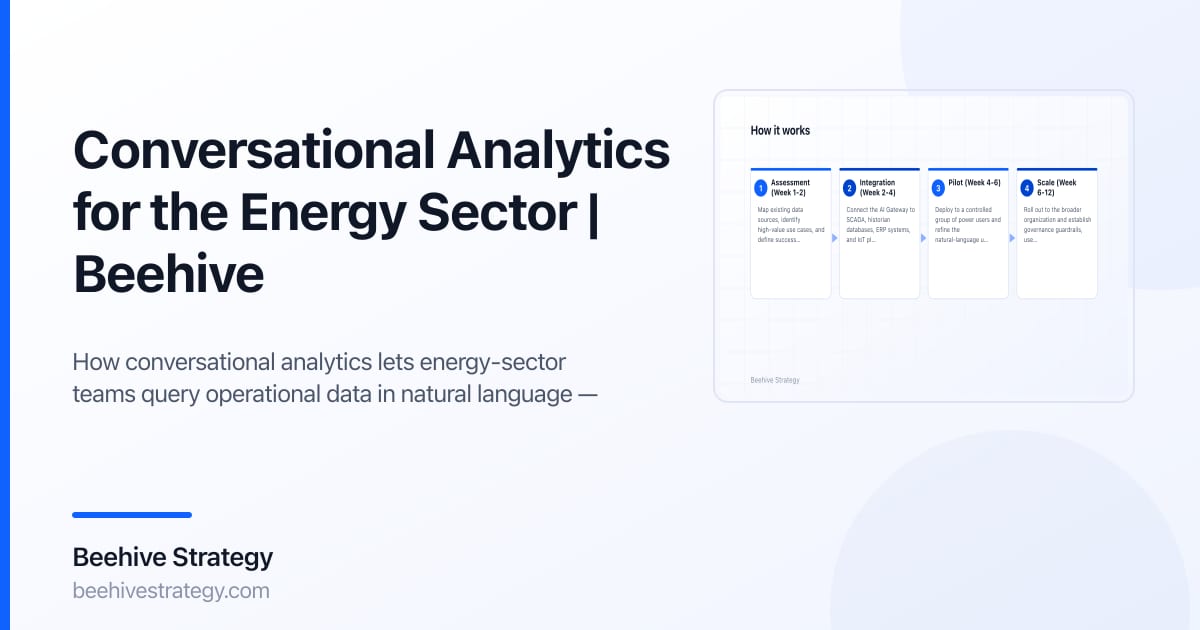 Conversational Analytics
for the Energy Sector |
Beehive
How conversational analytics lets energy-sector
teams query operational data in natural language —
Beehive Strategy
beehivestrategy.com
How it works
1
Assessment
(Week 1-2)
Map existing data
sources, identify
high-value use cases, and
define success...
2
Integration
(Week 2-4)
Connect the AI Gateway to
SCADA, historian
databases, ERP systems,
and IoT pl...
3
Pilot (Week 4-6)
Deploy to a controlled
group of power users and
refine the
natural-language u...
4
Scale (Week
6-12)
Roll out to the broader
organization and establish
governance guardrails,
use...
Beehive Strategy